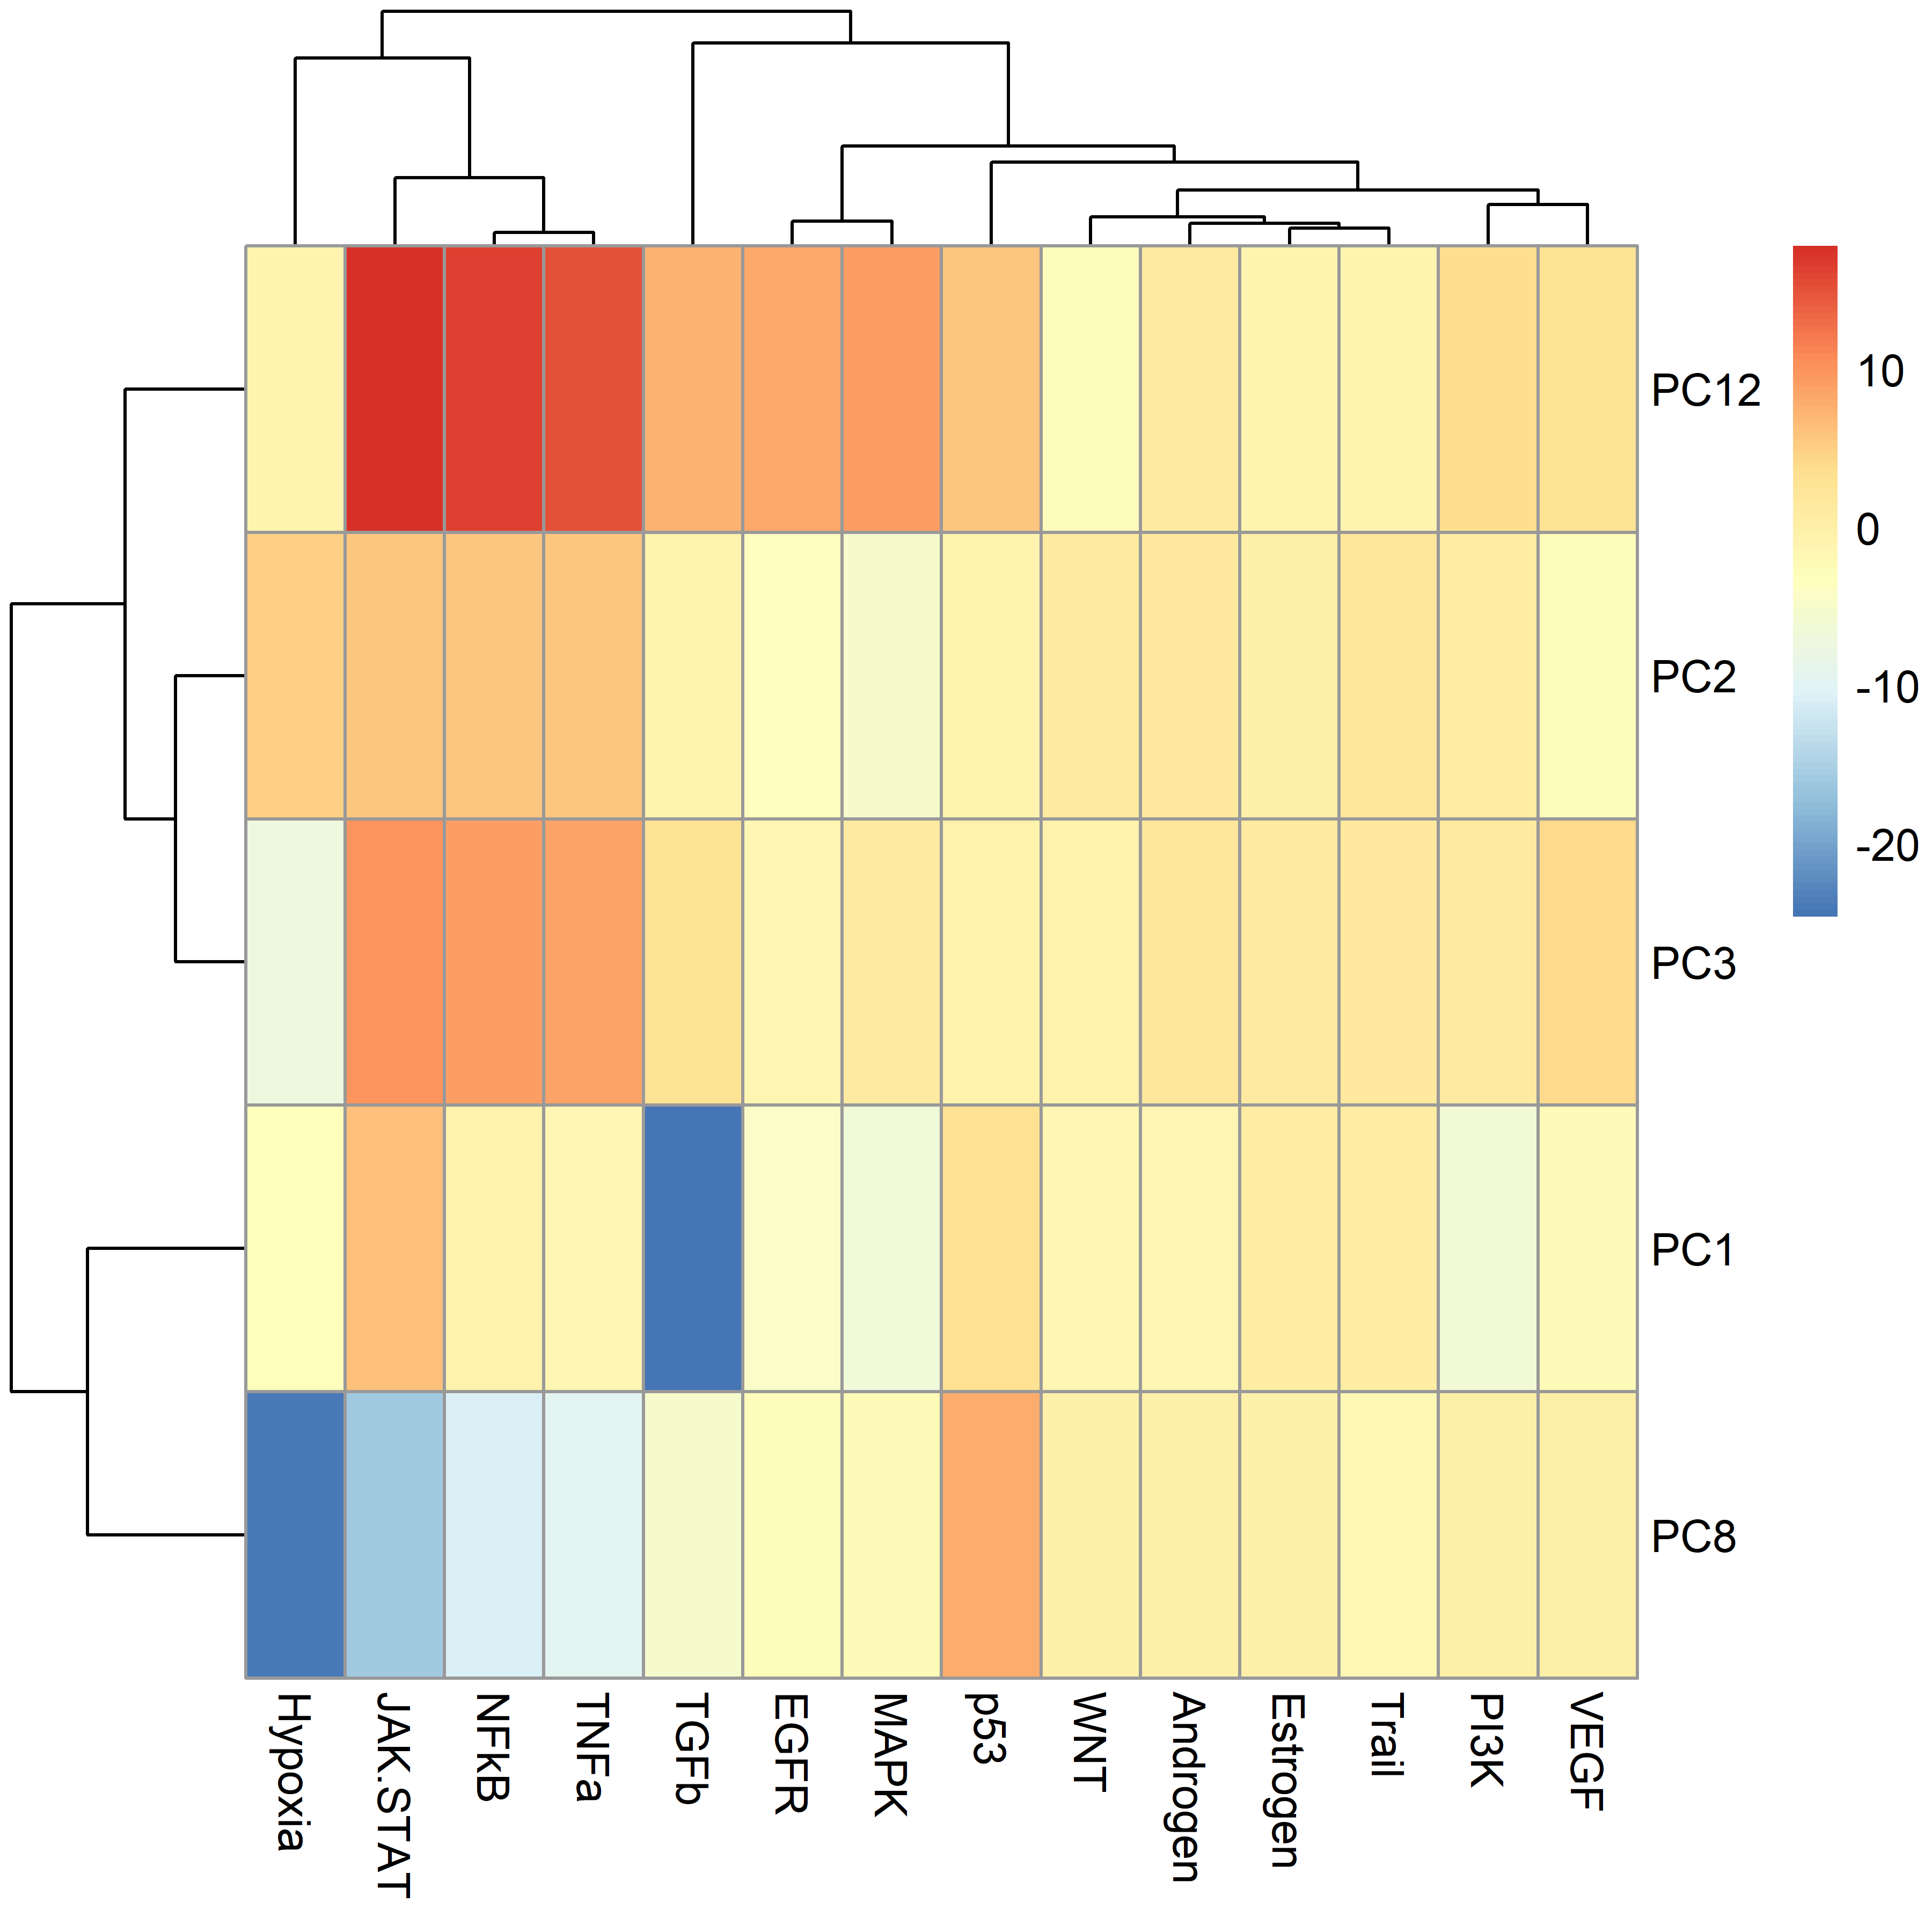 PC12
PC2
PC3
PC1
PC8
10
0
-10
-20
Hypoxia
JAK.STAT
NFkB
TNFa
TGFb
EGFR
MAPK
p53
WNT
Androgen
Estrogen
Trail
PI3K
VEGF